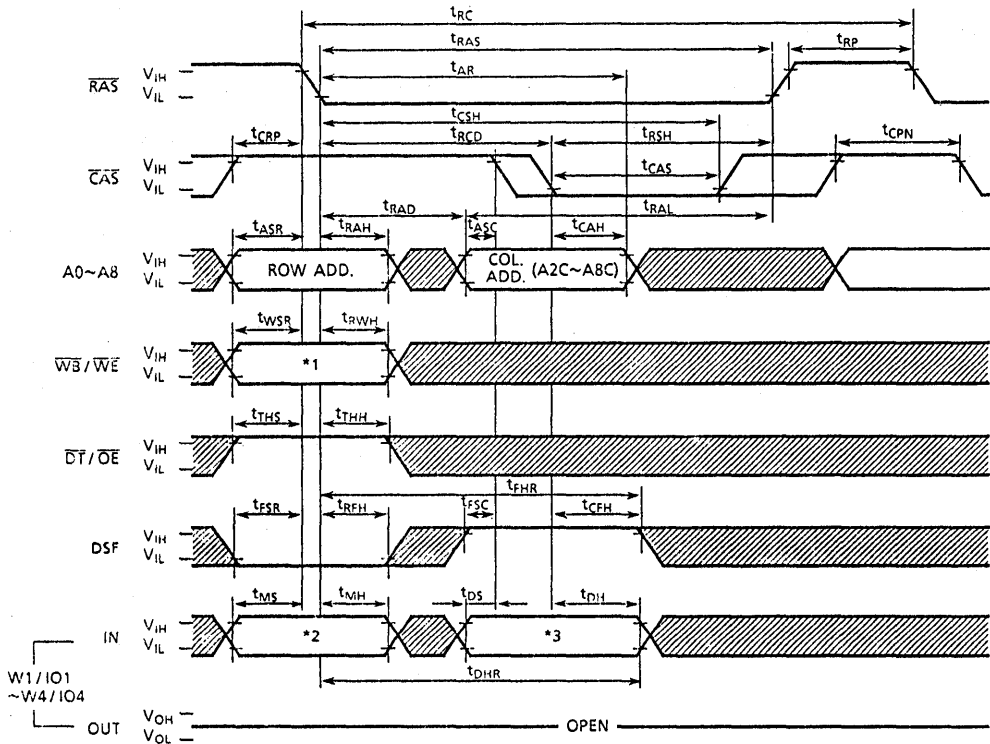 tRC
tRAS
tRP
tAR
RAS
VIH
VIL
tCSH
tCRP
tRCD
tRSH
tCPN
CAS
VIH
VIL
tCAS
tRAD
tRAL
tASR
tRAH
tASC
tCAH
A0~A8
VIH
VIL
ROW ADD.
COL. ADD. (A2C~A8C)
tWSR
tRWH
WB/WE
VIH
VIL
*1
tTHS
tTHH
DT/OE
VIH
VIL
tFHR
tFSR
tRFH
tFSC
tCFH
DSF
VIH
VIL
tMS
tMH
tDS
tDH
IN
VIH
VIL
*2
*3
W1/IO1
~W4/IO4
tDHR
OUT
VOH
VOL
OPEN